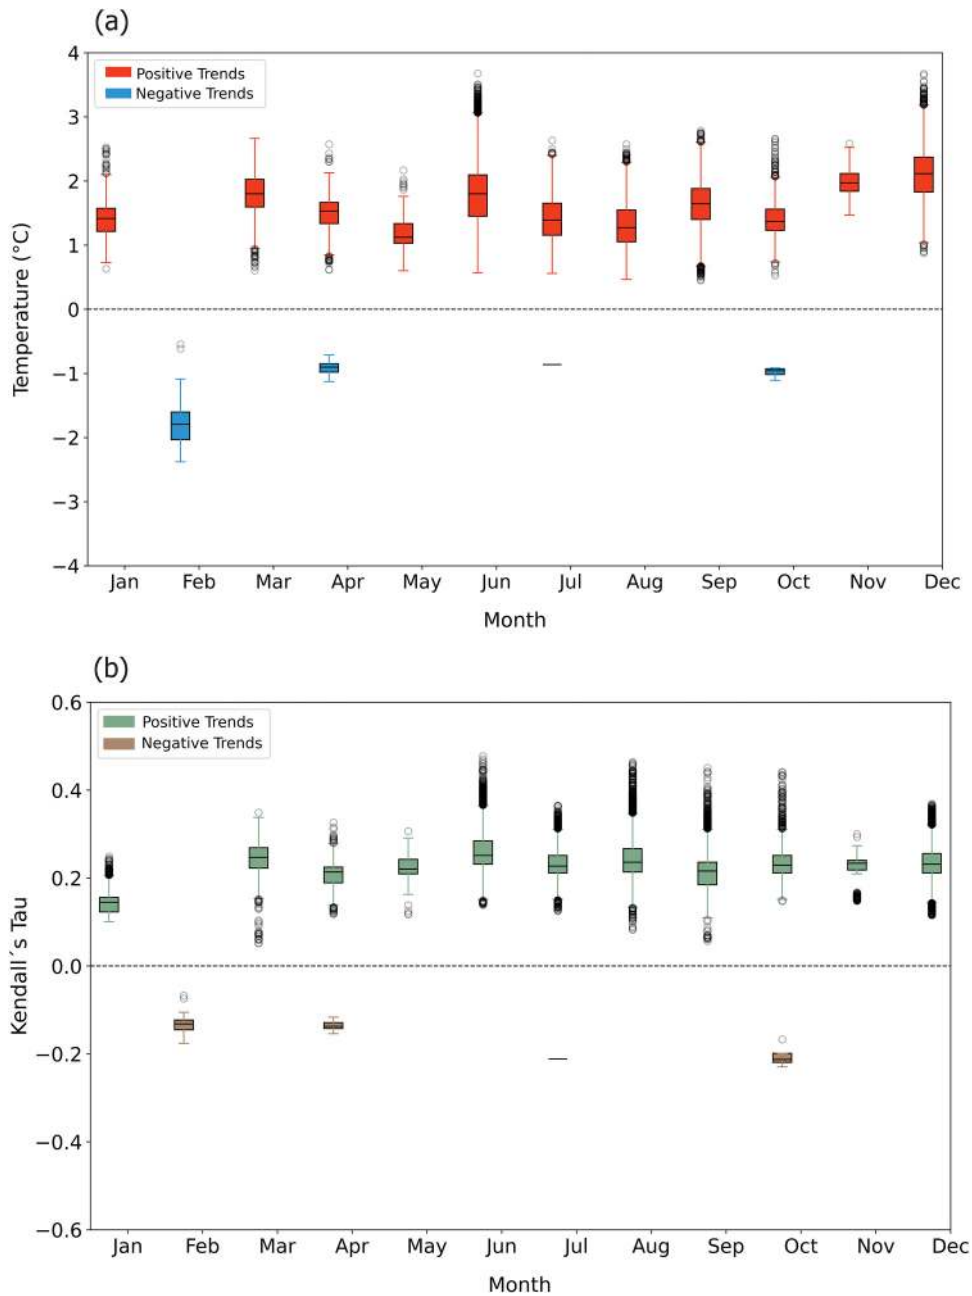 (a)
4
3
2
1
0
−1
−2
−3
−4
Temperature (°C)
Positive Trends
Negative Trends
Jan Feb Mar Apr May Jun Jul Aug Sep Oct Nov Dec
Month
(b)
0.6
0.4
0.2
0.0
−0.2
−0.4
−0.6
Kendall´s Tau
Positive Trends
Negative Trends
Jan Feb Mar Apr May Jun Jul Aug Sep Oct Nov Dec
Month